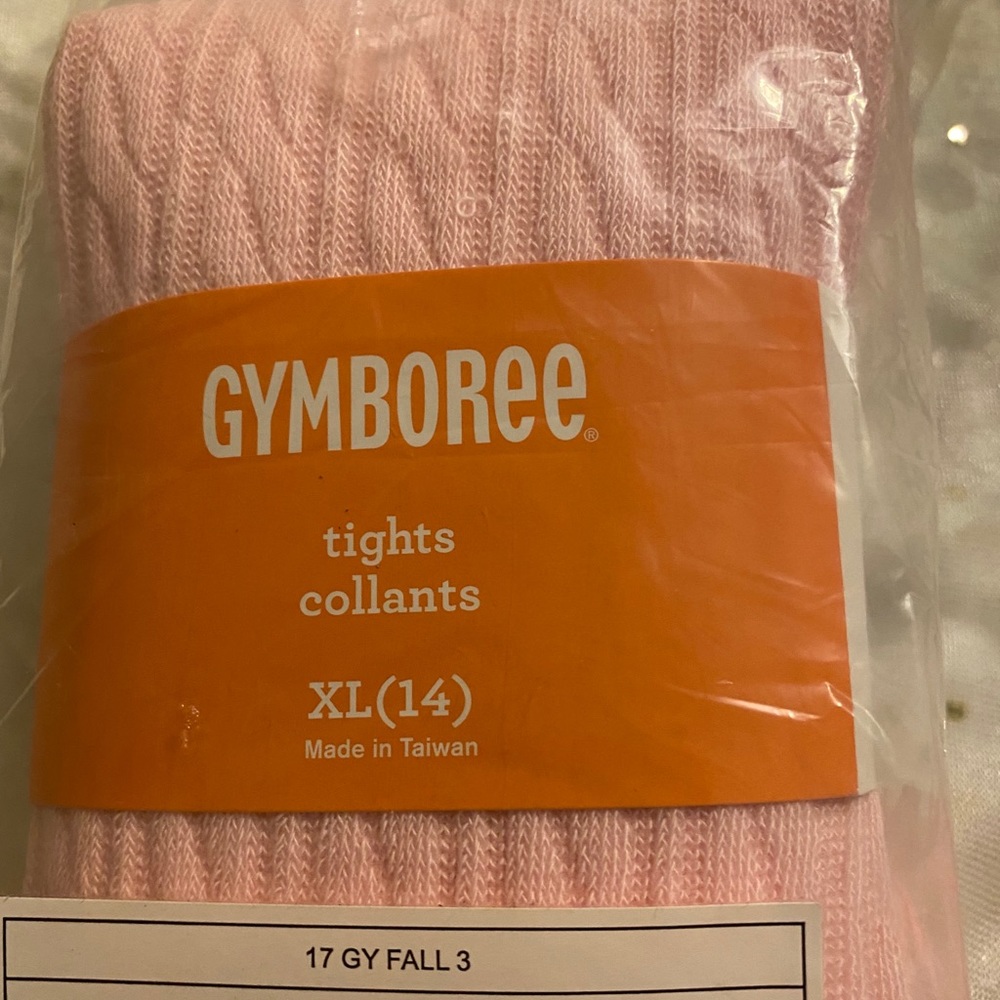 GYMBOREE®
tights
collants
XL(14)
Made in Taiwan
17 GY FALL 3